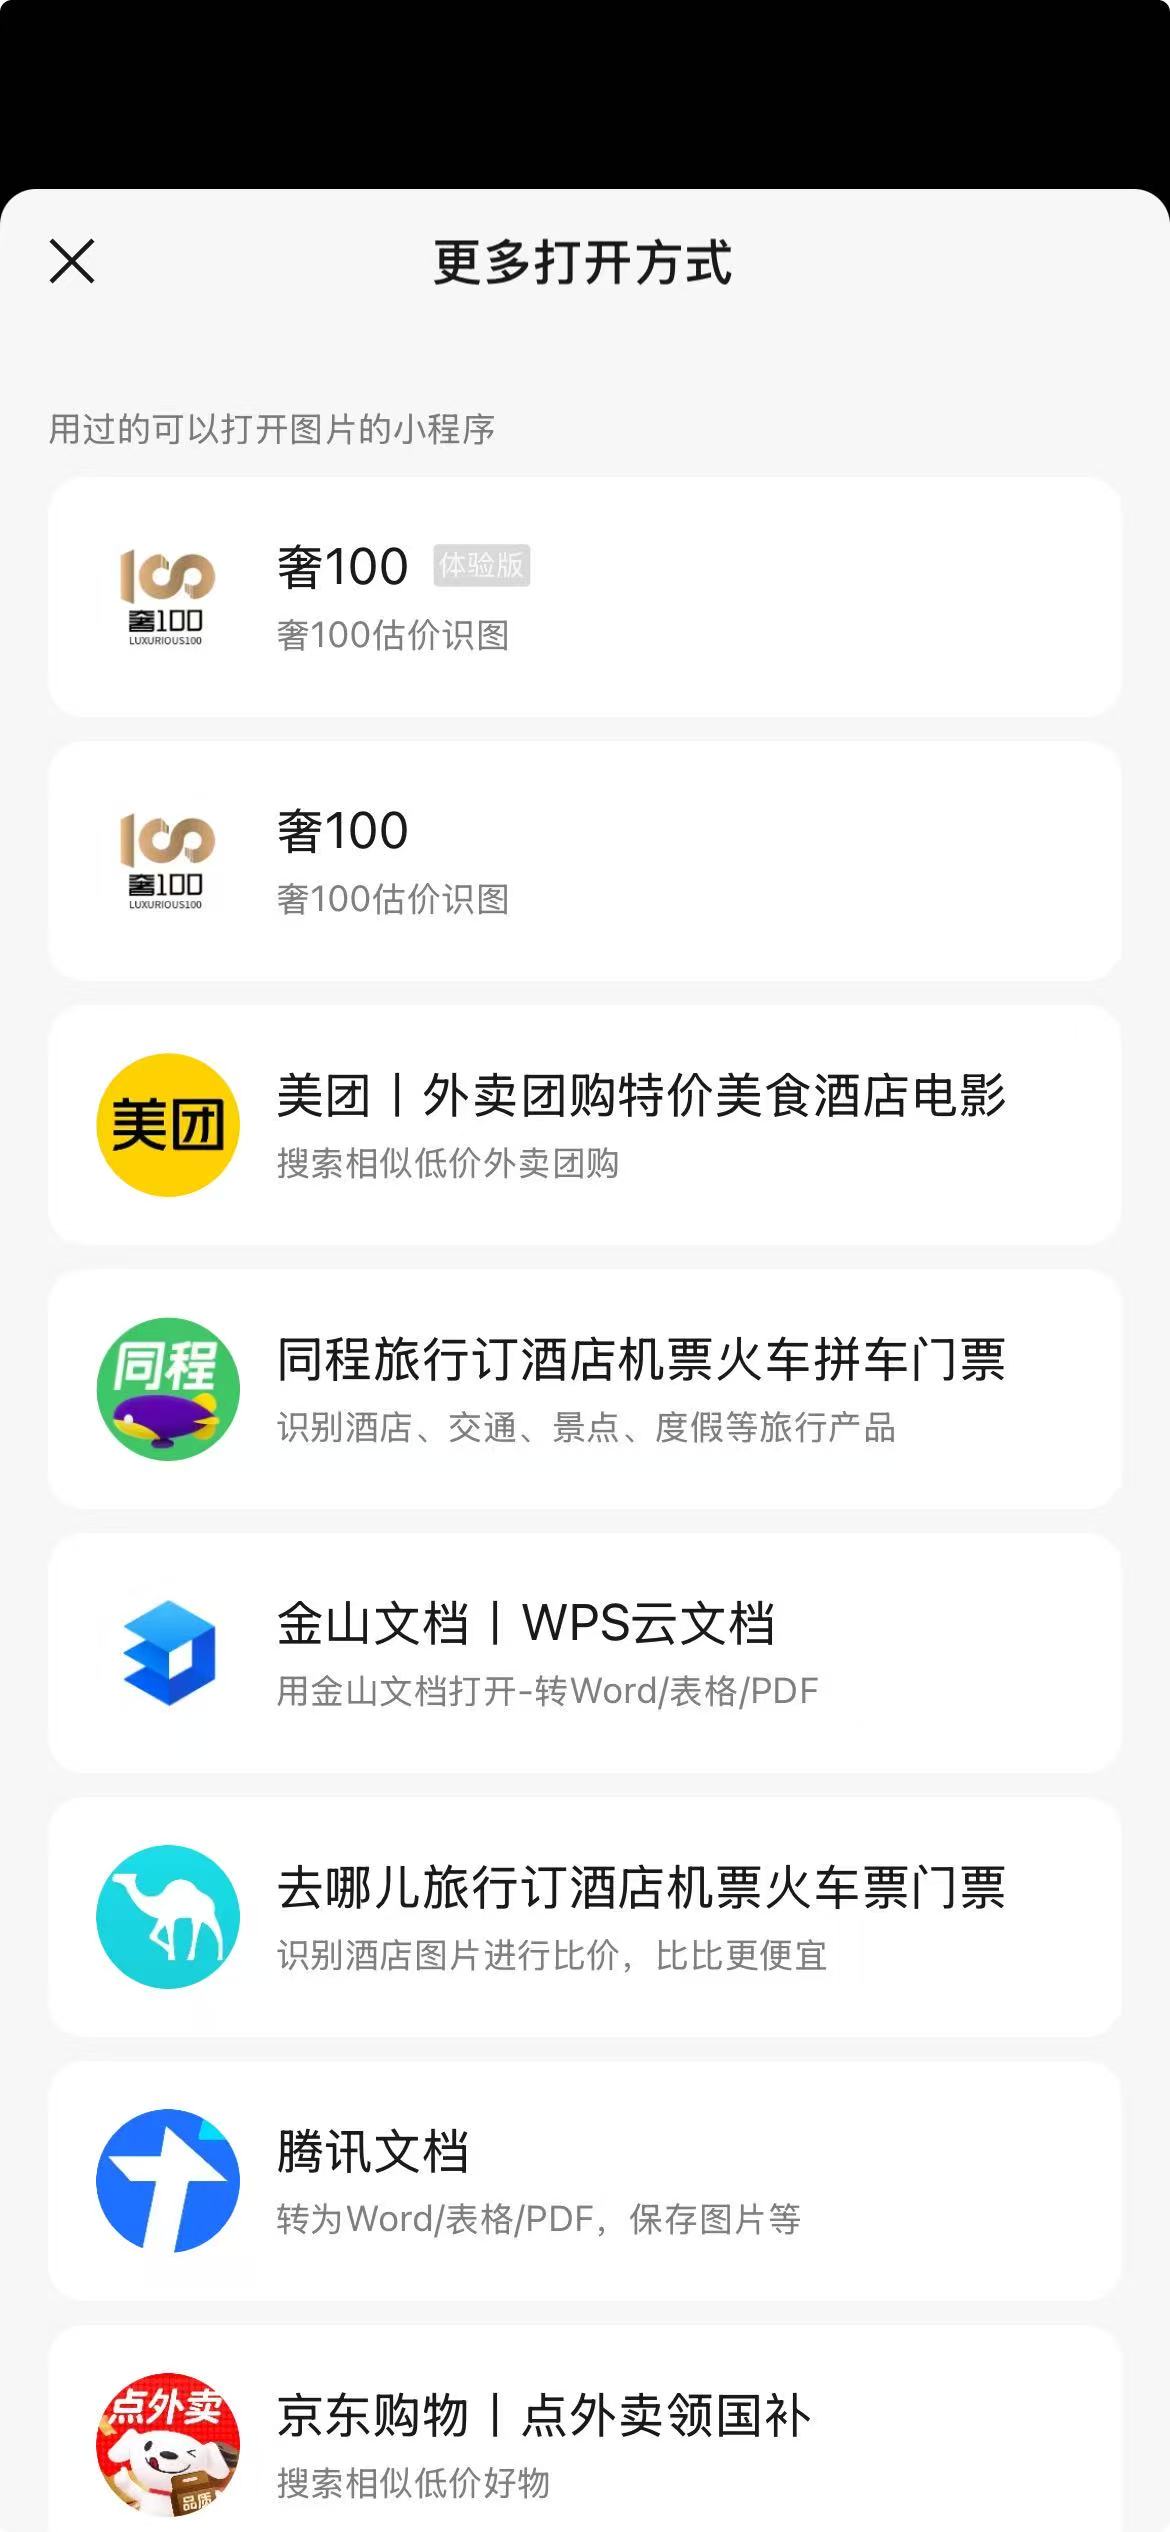 更多打开方式
用过的可以打开图片的小程序
奢100
LUXURIOUS100
奢100 体验版
奢100估价识图
奢100
LUXURIOUS100
奢100
奢100估价识图
美团
美团丨外卖团购特价美食酒店电影
搜索相似低价外卖团购
同程
同程旅行订酒店机票火车拼车门票
识别酒店、交通、景点、度假等旅行产品
金山文档丨WPS云文档
用金山文档打开-转Word/表格/PDF
去哪儿旅行订酒店机票火车票门票
识别酒店图片进行比价，比比更便宜
腾讯文档
转为Word/表格/PDF，保存图片等
点外卖
品质
京东购物丨点外卖领国补
搜索相似低价好物